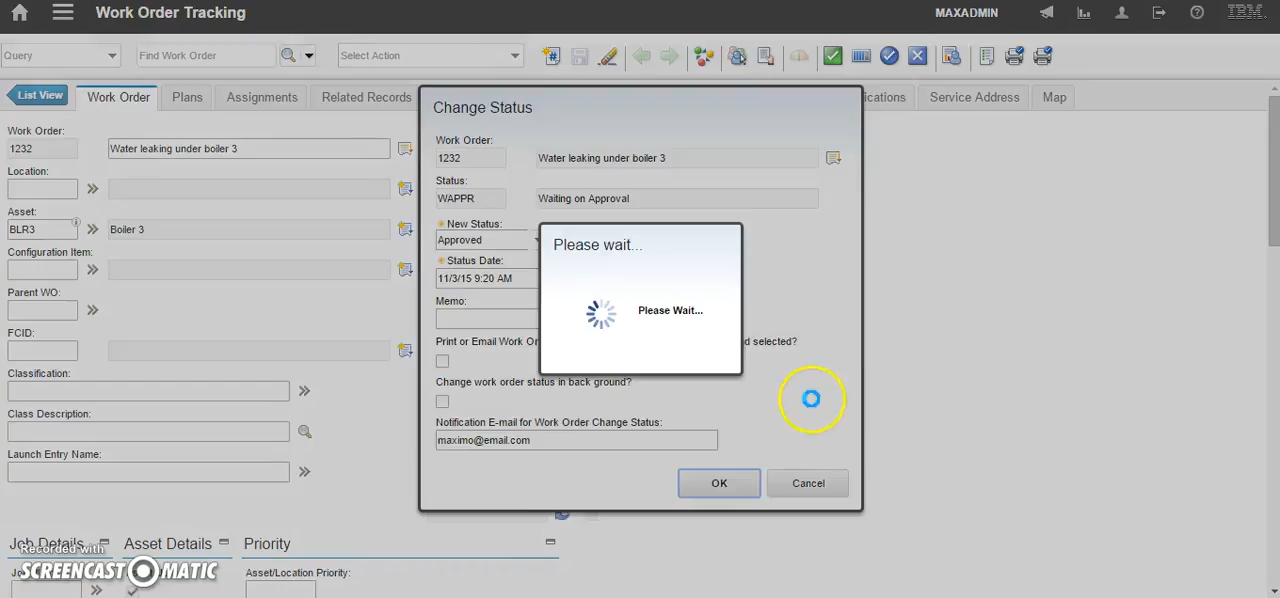 Work Order Tracking
MAXADMIN
IBM.
Query
Find Work Order
Select Action
List View
Work Order
Plans
Assignments
Related Records
ications
Service Address
Map
Work Order:
1232
Water leaking under boiler 3
Location:
Asset:
BLR3
Boiler 3
Configuration Item:
Parent WO:
FCID:
Classification:
Class Description:
Launch Entry Name:
Change Status
Work Order:
1232
Water leaking under boiler 3
Status:
WAPPR
Waiting on Approval
New Status:
Approved
Status Date:
11/3/15 9:20 AM
Memo:
Print or Email Work Or
d selected?
Change work order status in back ground?
Notification E-mail for Work Order Change Status:
maximo@email.com
OK
Cancel
Please wait...
Please Wait...
Job Details
Asset Details
Priority
Asset/Location Priority:
Recorded with
SCREENCAST-O-MATIC